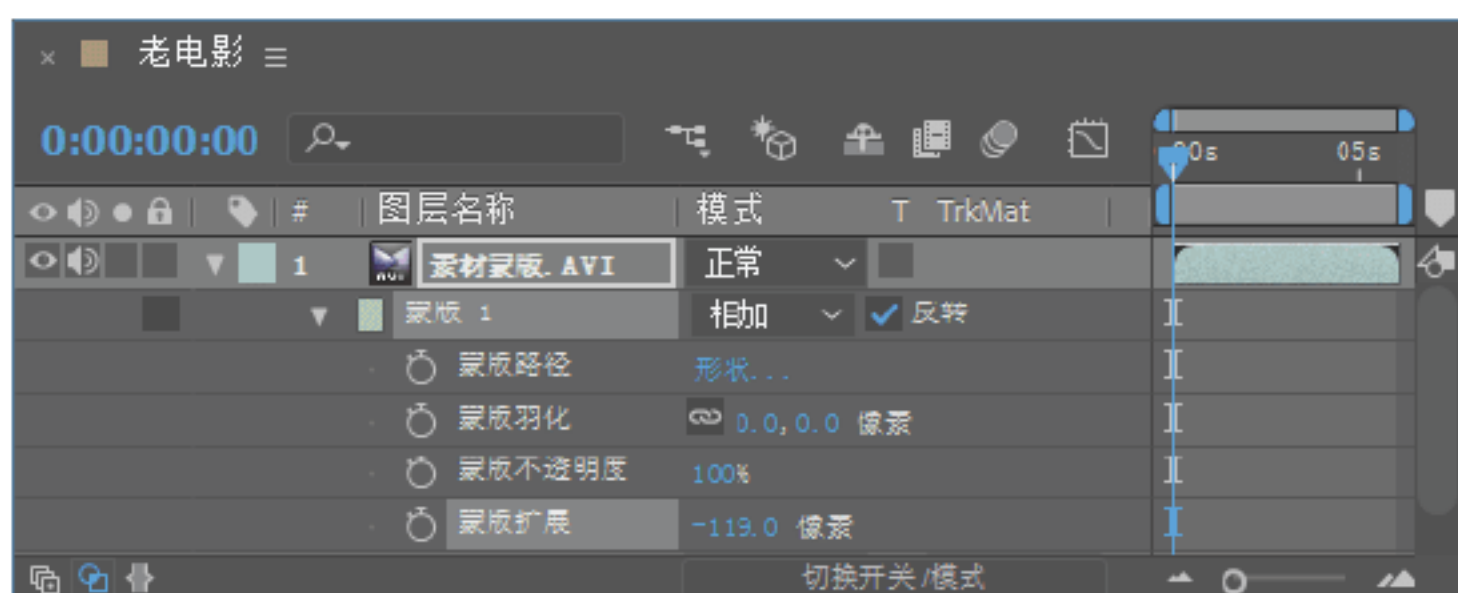 × 老电影 ≡
0:00:00:00
00s 05s
# 图层名称 模式 T TrkMat
1 素材蒙版.AVI 正常
蒙版 1 相加 反转
蒙版路径 形状...
蒙版羽化 0.0,0.0 像素
蒙版不透明度 100%
蒙版扩展 -119.0 像素
切换开关/模式